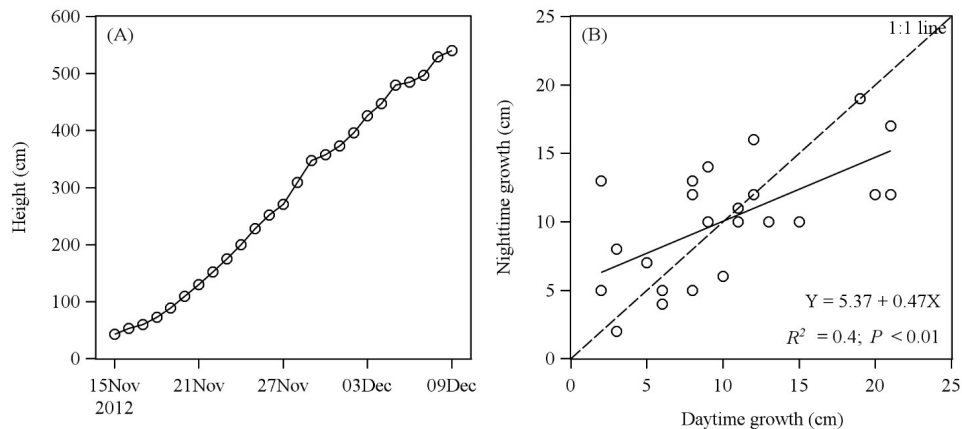 (A)
Height (cm)
600
500
400
300
200
100
0
15Nov
2012
21Nov
27Nov
03Dec
09Dec
(B)
1:1 line
Nighttime growth (cm)
25
20
15
10
5
0
Y = 5.37 + 0.47X
R² = 0.4; P < 0.01
0 5 10 15 20 25
Daytime growth (cm)